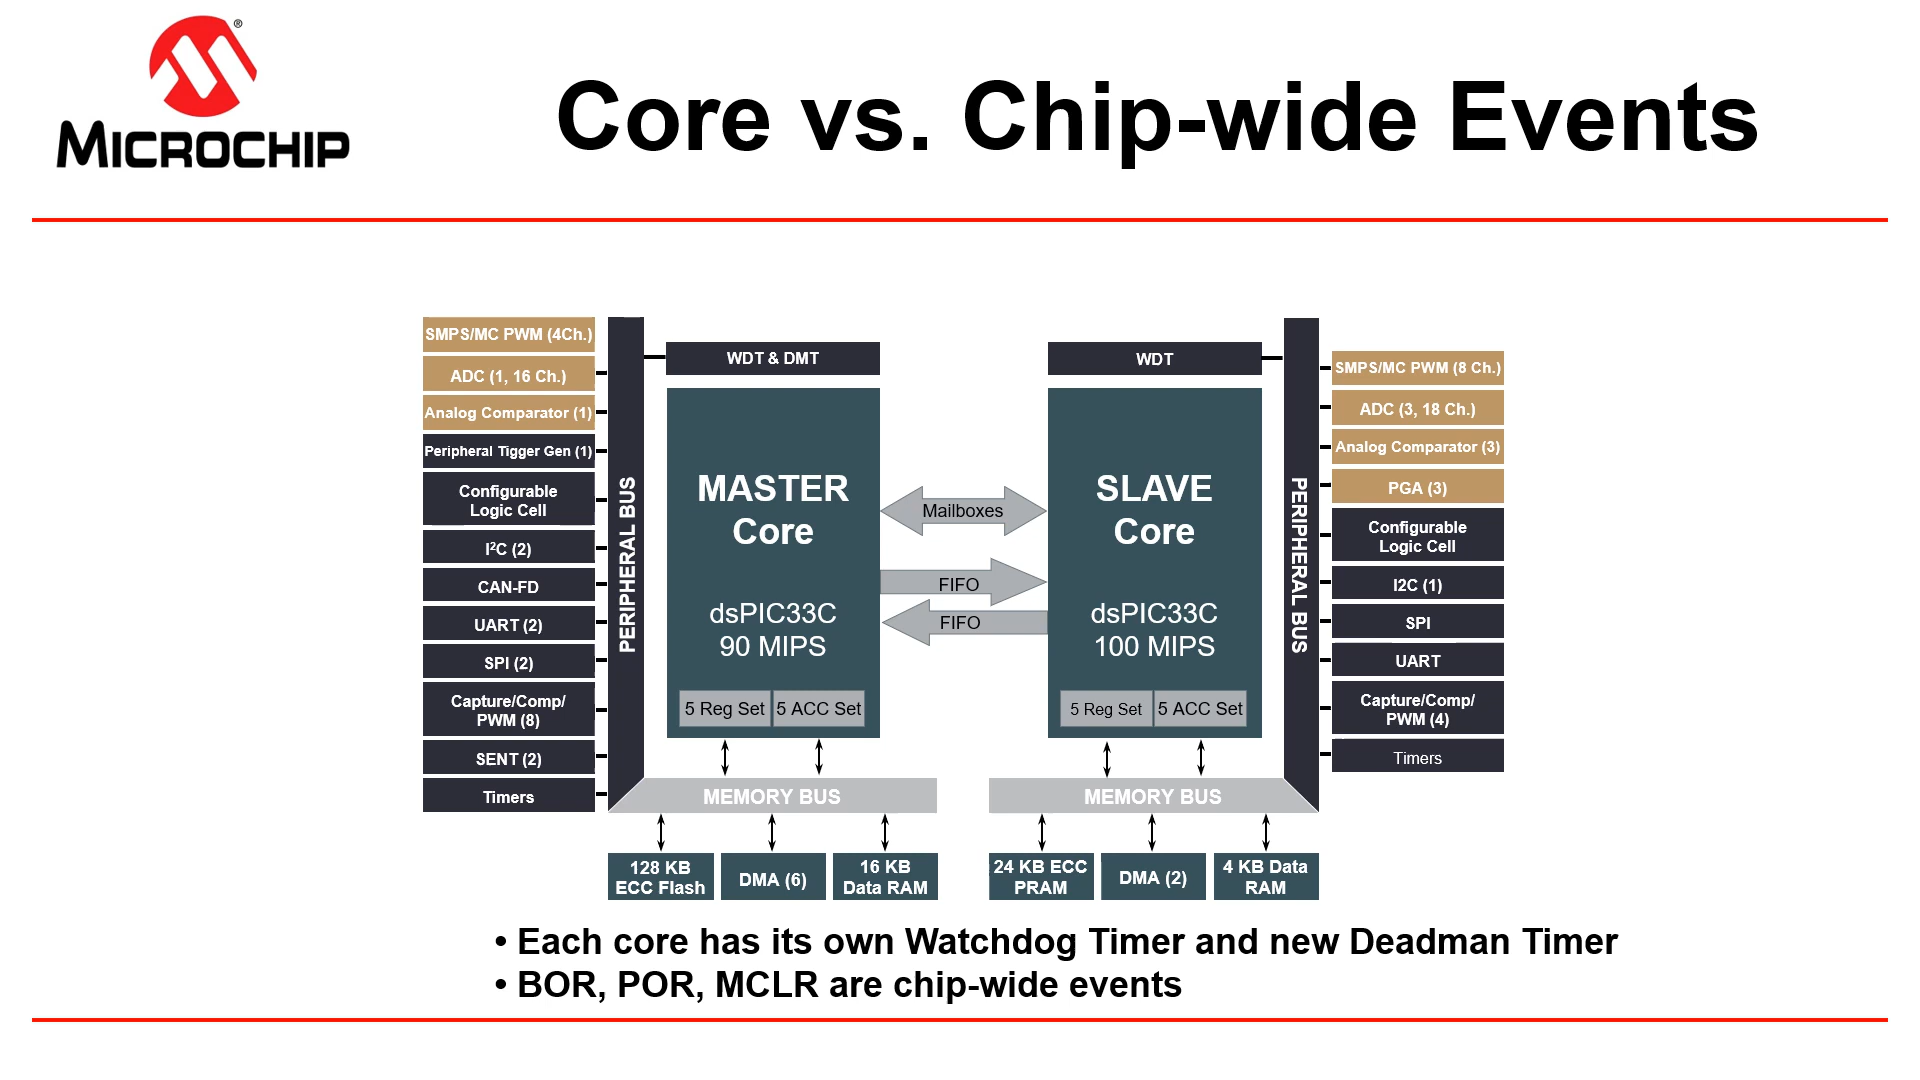 MICROCHIP
®
Core vs. Chip-wide Events
SMPS/MC PWM (4Ch.)
ADC (1, 16 Ch.)
Analog Comparator (1)
Peripheral Tigger Gen (1)
Configurable
Logic Cell
I²C (2)
CAN-FD
UART (2)
SPI (2)
Capture/Comp/
PWM (8)
SENT (2)
Timers
PERIPHERAL BUS
WDT & DMT
MASTER
Core
dsPIC33C
90 MIPS
5 Reg Set
5 ACC Set
MEMORY BUS
128 KB
ECC Flash
DMA (6)
16 KB
Data RAM
Mailboxes
FIFO
FIFO
WDT
SLAVE
Core
dsPIC33C
100 MIPS
5 Reg Set
5 ACC Set
MEMORY BUS
24 KB ECC
PRAM
DMA (2)
4 KB Data
RAM
PERIPHERAL BUS
SMPS/MC PWM (8 Ch.)
ADC (3, 18 Ch.)
Analog Comparator (3)
PGA (3)
Configurable
Logic Cell
I2C (1)
SPI
UART
Capture/Comp/
PWM (4)
Timers
• Each core has its own Watchdog Timer and new Deadman Timer
• BOR, POR, MCLR are chip-wide events